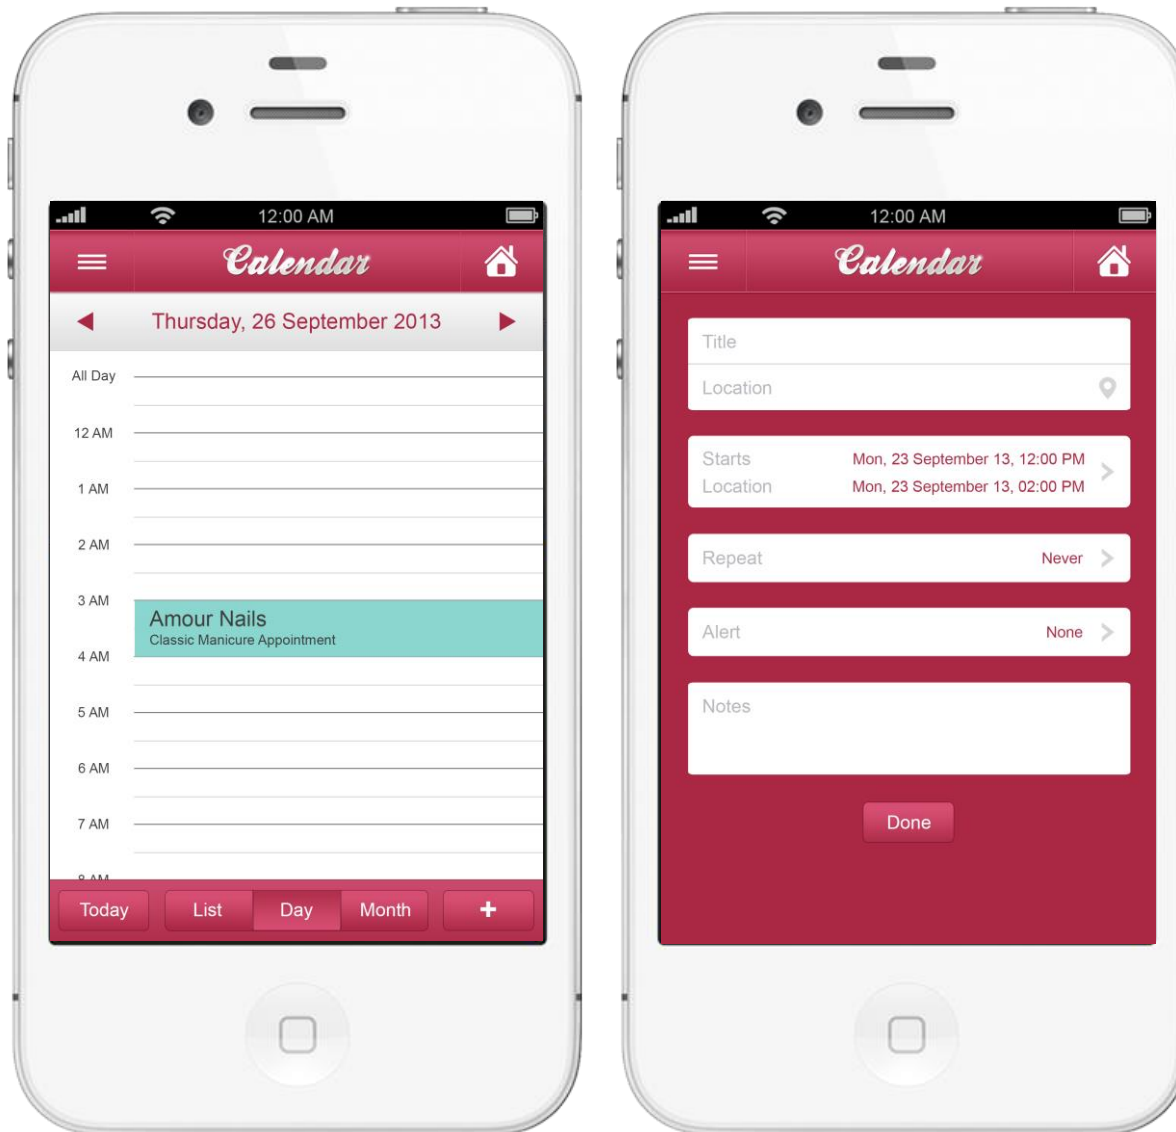 12:00 AM
Calendar
Thursday, 26 September 2013
All Day
12 AM
1 AM
2 AM
3 AM
Amour Nails
Classic Manicure Appointment
4 AM
5 AM
6 AM
7 AM
8 AM
Today List Day Month +
12:00 AM
Calendar
Title
Location
Starts Mon, 23 September 13, 12:00 PM
Location Mon, 23 September 13, 02:00 PM
Repeat Never
Alert None
Notes
Done